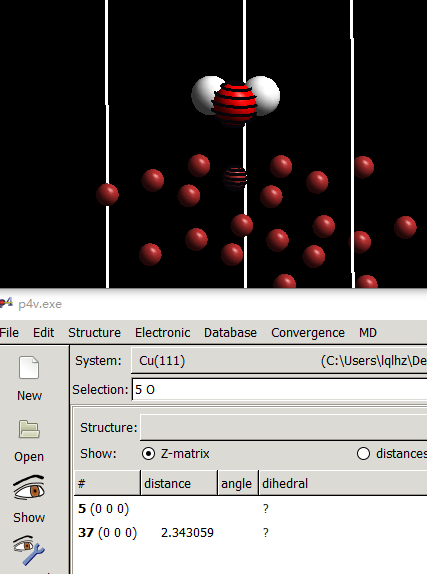 p4v.exe
File Edit Structure Electronic Database Convergence MD
System: Cu(111) (C:\Users\lqlhz\De
Selection: 5 O
New
Structure:
Show: Z-matrix distances
Open
# distance angle dihedral
5 (0 0 0) ?
Show
37 (0 0 0) 2.343059 ?